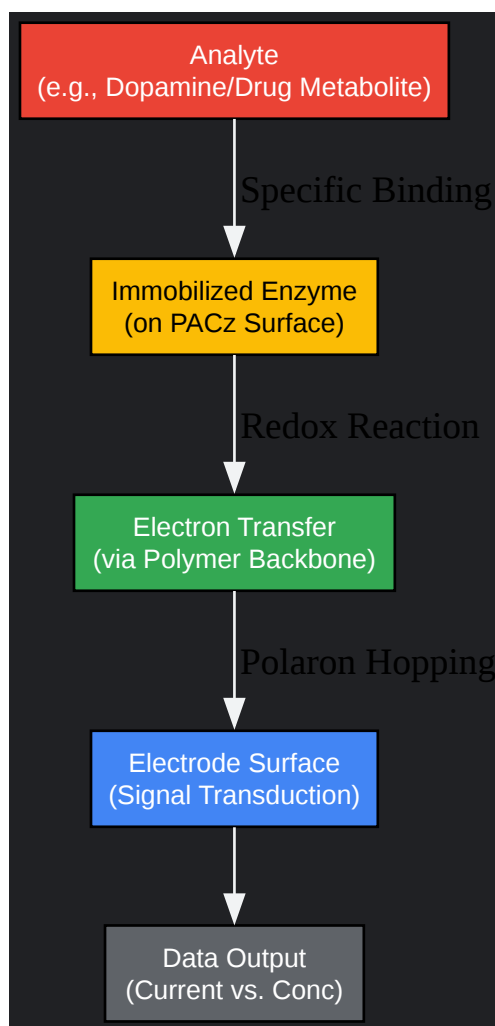 Analyte
(e.g., Dopamine/Drug Metabolite)
Specific Binding
Immobilized Enzyme
(on PACz Surface)
Redox Reaction
Electron Transfer
(via Polymer Backbone)
Polaron Hopping
Electrode Surface
(Signal Transduction)
Data Output
(Current vs. Conc)